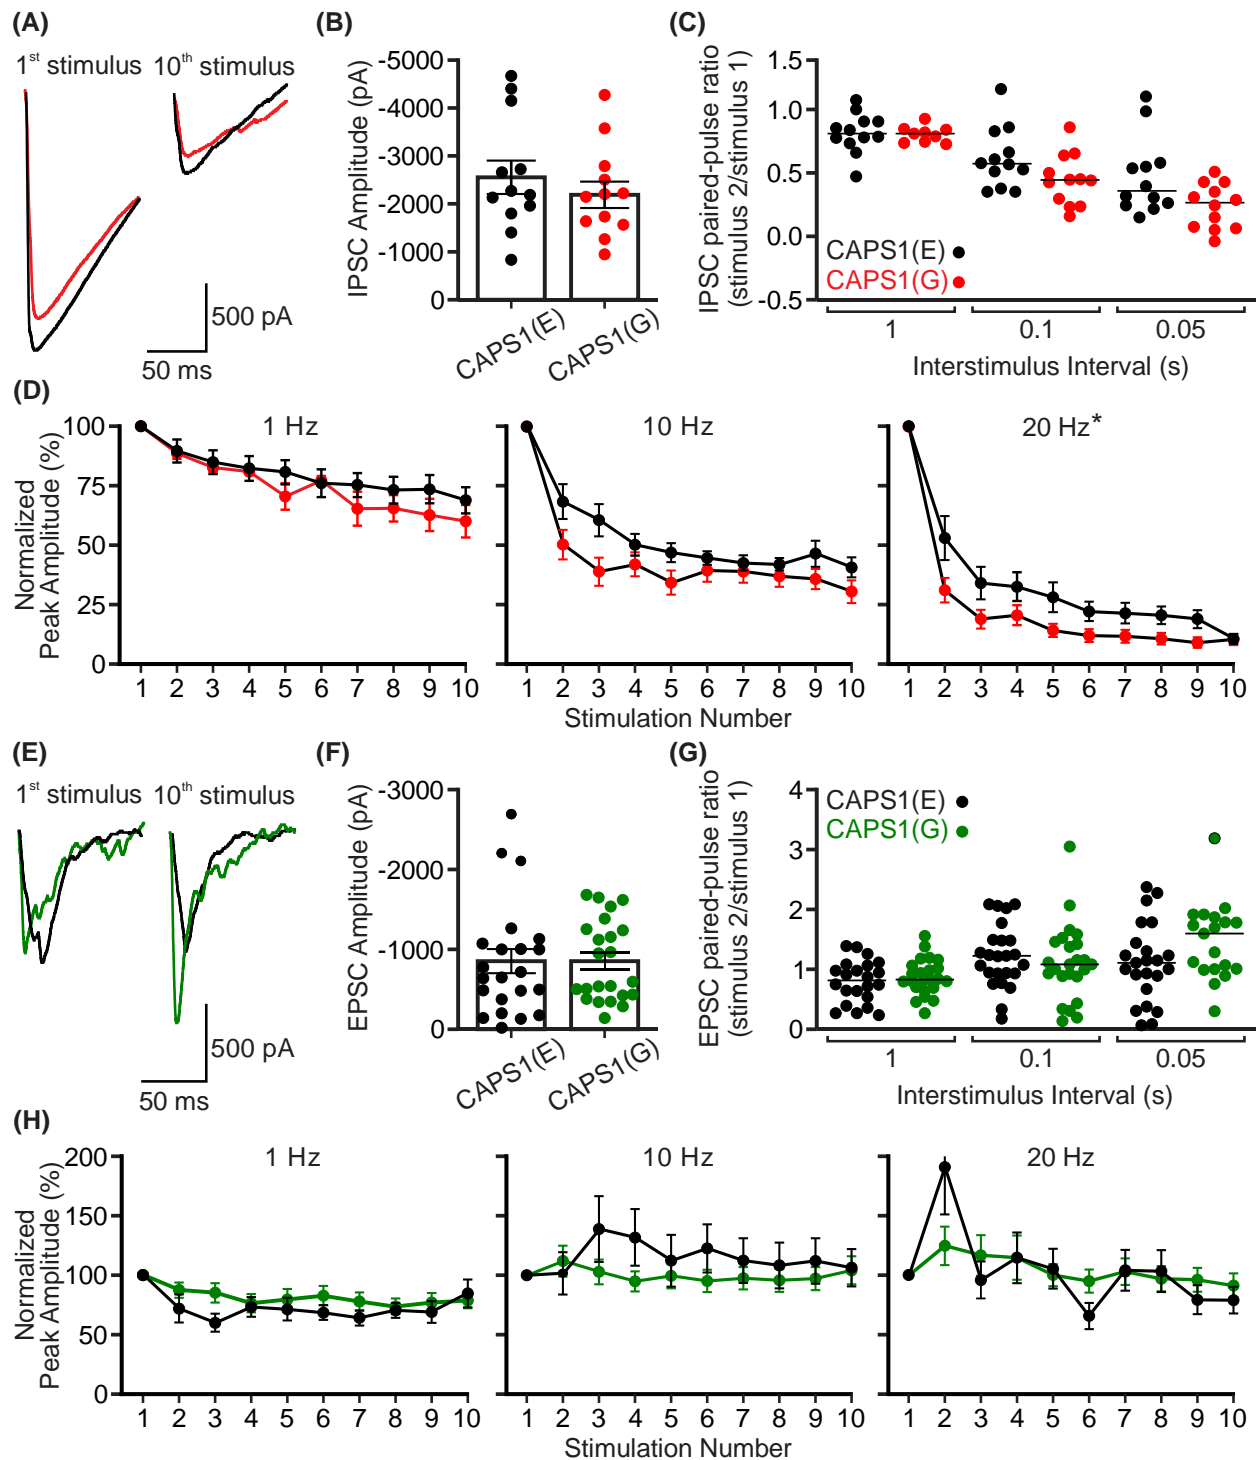 (A)
1st stimulus 10th stimulus
500 pA
50 ms
(B)
IPSC Amplitude (pA)
-5000
-4000
-3000
-2000
-1000
0
CAPS1(E)
CAPS1(G)
(C)
IPSC paired-pulse ratio
(stimulus 2/stimulus 1)
1.5
1.0
0.5
0.0
-0.5
CAPS1(E)
CAPS1(G)
1 0.1 0.05
Interstimulus Interval (s)
(D)
Normalized
Peak Amplitude (%)
100
75
50
25
0
1 Hz
10 Hz
20 Hz*
1 2 3 4 5 6 7 8 9 10
1 2 3 4 5 6 7 8 9 10
1 2 3 4 5 6 7 8 9 10
Stimulation Number
(E)
1st stimulus 10th stimulus
500 pA
50 ms
(F)
EPSC Amplitude (pA)
-3000
-2000
-1000
0
CAPS1(E)
CAPS1(G)
(G)
EPSC paired-pulse ratio
(stimulus 2/stimulus 1)
4
3
2
1
0
CAPS1(E)
CAPS1(G)
1 0.1 0.05
Interstimulus Interval (s)
(H)
Normalized
Peak Amplitude (%)
200
150
100
50
0
1 Hz
10 Hz
20 Hz
1 2 3 4 5 6 7 8 9 10
1 2 3 4 5 6 7 8 9 10
1 2 3 4 5 6 7 8 9 10
Stimulation Number